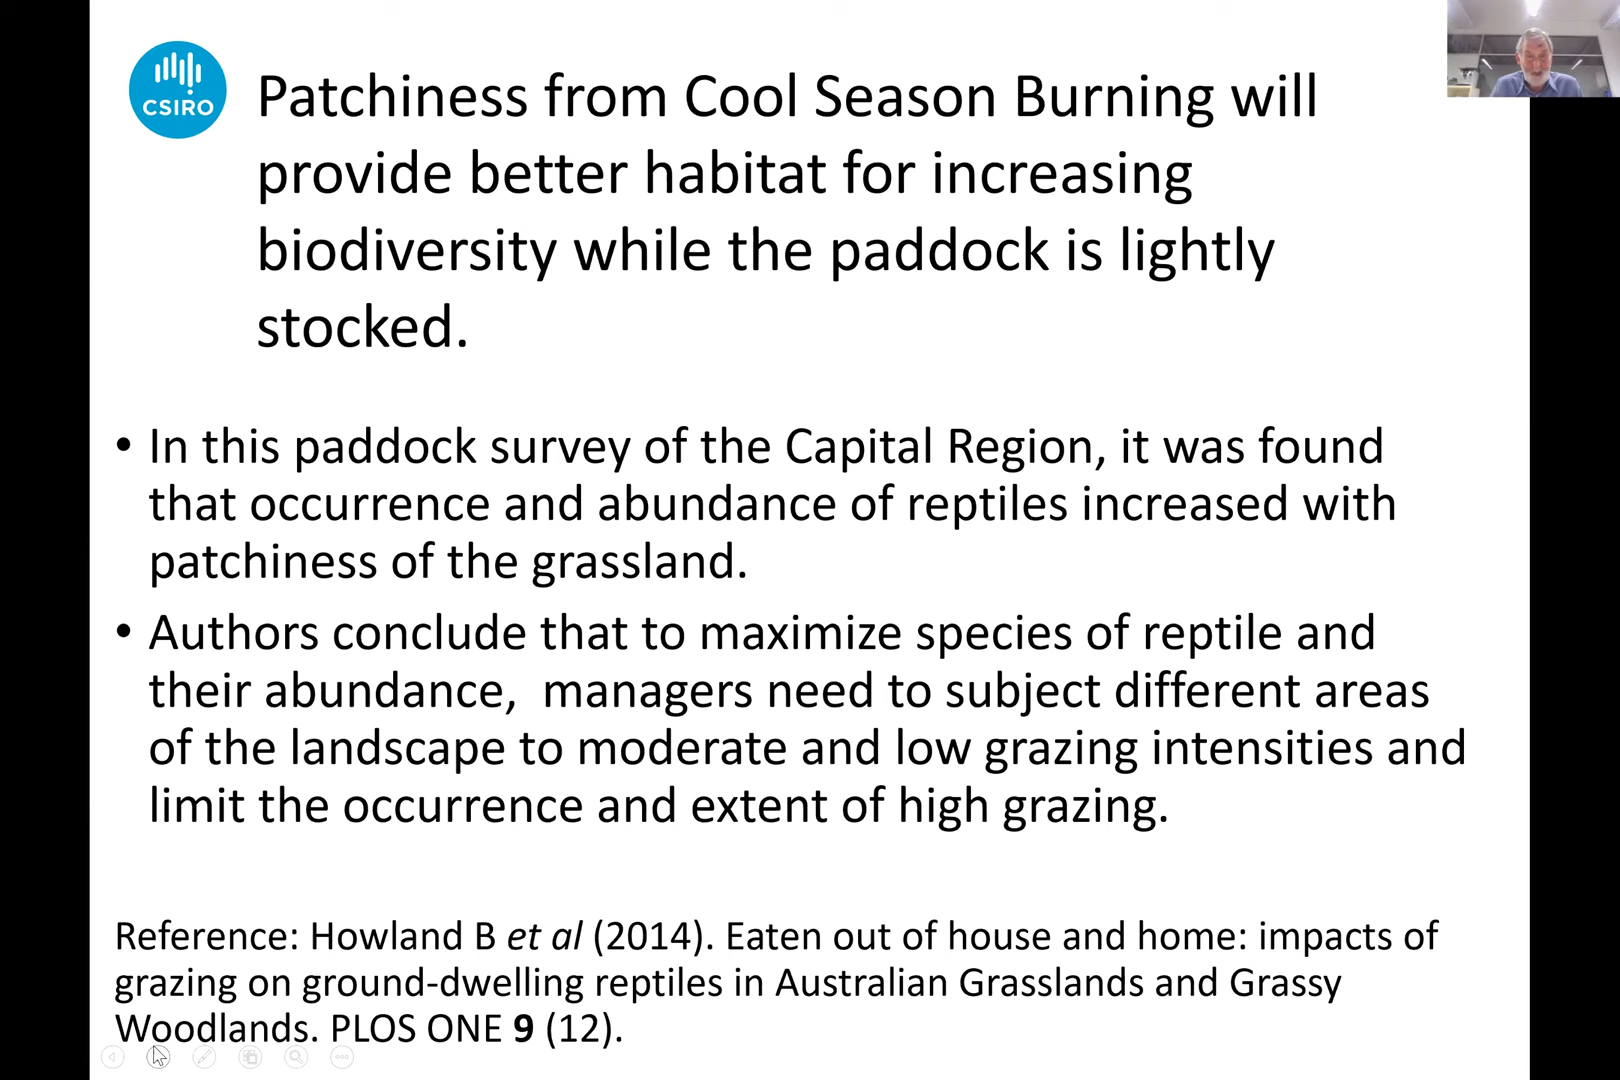 CSIRO
Patchiness from Cool Season Burning will
provide better habitat for increasing
biodiversity while the paddock is lightly
stocked.
• In this paddock survey of the Capital Region, it was found
that occurrence and abundance of reptiles increased with
patchiness of the grassland.
• Authors conclude that to maximize species of reptile and
their abundance,  managers need to subject different areas
of the landscape to moderate and low grazing intensities and
limit the occurrence and extent of high grazing.
Reference: Howland B et al (2014). Eaten out of house and home: impacts of
grazing on ground-dwelling reptiles in Australian Grasslands and Grassy
Woodlands. PLOS ONE 9 (12).